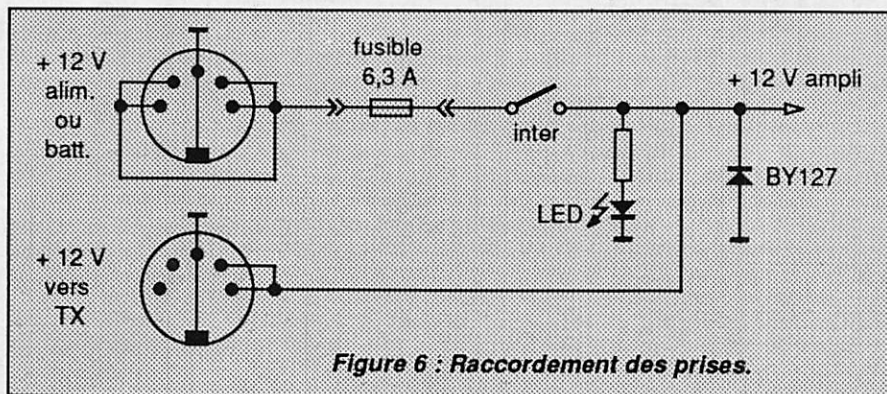 + 12 V
alim.
ou
batt.
fusible
6,3 A
inter
+ 12 V ampli
LED
BY127
+ 12 V
vers
TX
Figure 6 : Raccordement des prises.